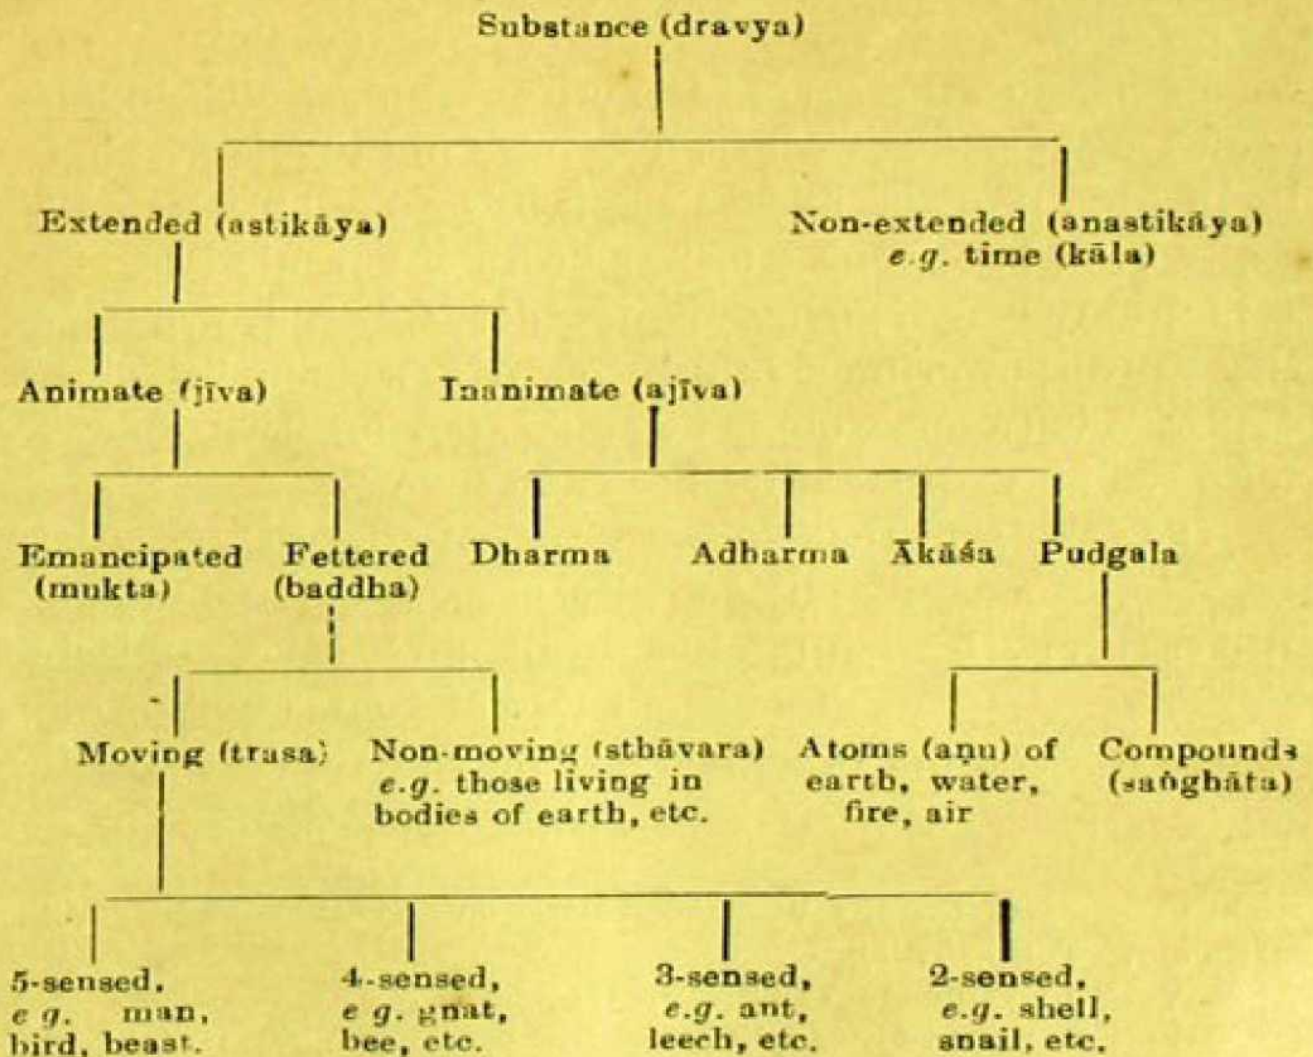 Substance (dravya)
Extended (astikāya)
Non-extended (anastikāya)
e.g. time (kāla)
Animate (jīva)
Inanimate (ajīva)
Emancipated
(mukta)
Fettered
(baddha)
Dharma
Adharma
Ākāśa
Pudgala
Moving (trasa)
Non-moving (sthāvara)
e.g. those living in
bodies of earth, etc.
Atoms (aṇu) of
earth, water,
fire, air
Compounds
(saṅghāta)
5-sensed,
e g. man,
bird, beast.
4-sensed,
e g. gnat,
bee, etc.
3-sensed,
e.g. ant,
leech, etc.
2-sensed,
e.g. shell,
snail, etc.